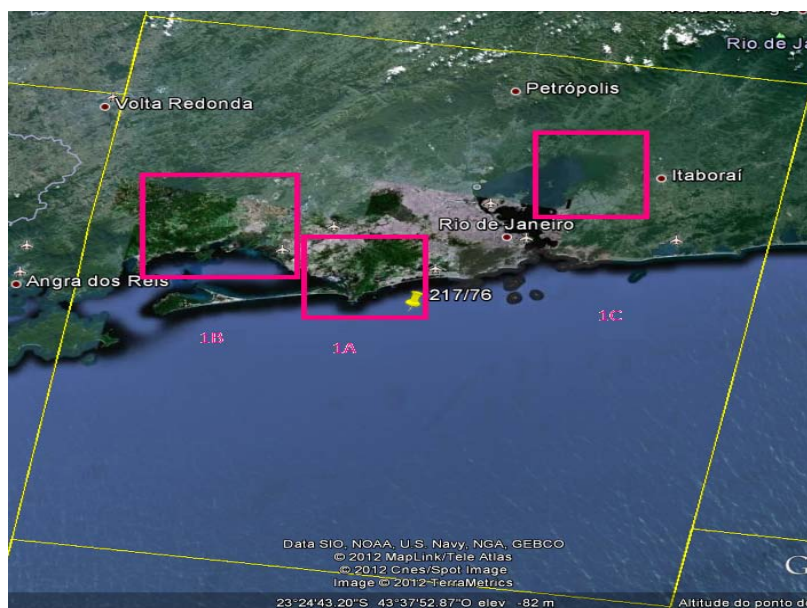 Rio de Ja
Petrópolis
Volta Redonda
Itaboraí
Rio de Janeiro
Angra dos Reis
217/76
1C
1B
1A
Data SIO, NOAA, U.S. Navy, NGA, GEBCO
© 2012 MapLink/Tele Atlas
© 2012 Cnes/Spot Image
Image © 2012 TerraMetrics
G
23°24'43.20"S 43°37'52.87"O elev -82 m Altitude do ponto d